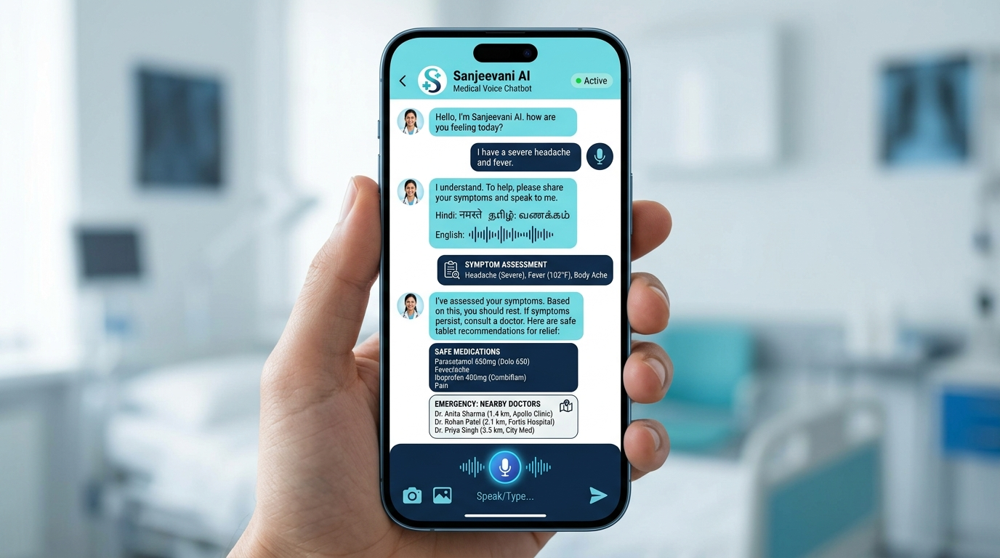 Sanjeevani AI
Medical Voice Chatbot
Active
Hello, I'm Sanjeevani AI. how are
you feeling today?
I have a severe headache
and fever.
I understand. To help, please share
your symptoms and speak to me.
Hindi: नमस्ते தமிழ்: வணக்கம்
English:
SYMPTOM ASSESSMENT
Headache (Severe), Fever (102°F), Body Ache
I've assessed your symptoms. Based
on this, you should rest. If symptoms
persist, consult a doctor. Here are safe
tablet recommendations for relief:
SAFE MEDICATIONS
Parasetamol 650mg (Dolo 650)
Iboprofen 400mg (Combiflam)
Pain
EMERGENCY: NEARBY DOCTORS
Dr. Anita Sharma (1.4 km, Apollo Clinic)
Dr. Rohan Patel (2.1 km, Fortis Hospital)
Dr. Priya Singh (3.5 km, City Med)
Speak/Type...